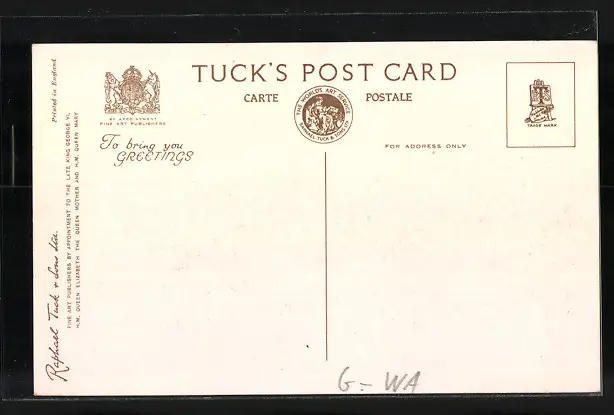 TUCK'S POST CARD
CARTE POSTALE
THE WORLD'S ART SERVICE
RAPHAEL TUCK & SONS LTD
BY APPOINTMENT
FINE ART PUBLISHERS
To bring you
GREETINGS
FOR ADDRESS ONLY
TRADE MARK
Printed in England
Raphael Tuck & Sons Ltd.
FINE ART PUBLISHERS BY APPOINTMENT TO THE LATE KING GEORGE VI,
H.M. QUEEN ELIZABETH THE QUEEN MOTHER AND H.M. QUEEN MARY
G = WA